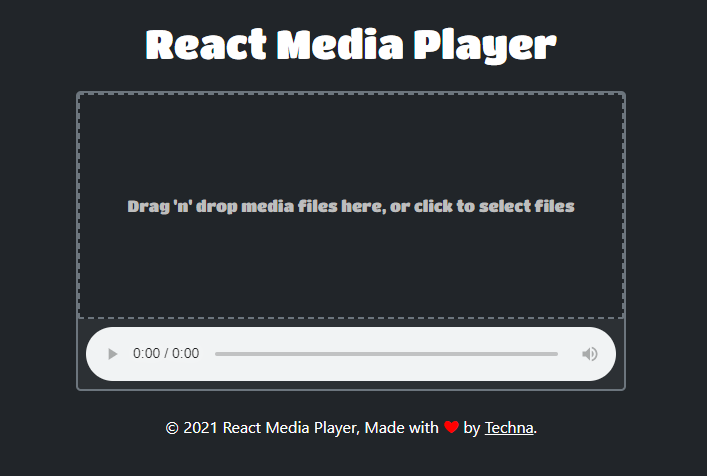 React Media Player
Drag 'n' drop media files here, or click to select files
0:00 / 0:00
© 2021 React Media Player, Made with ❤ by Techna.